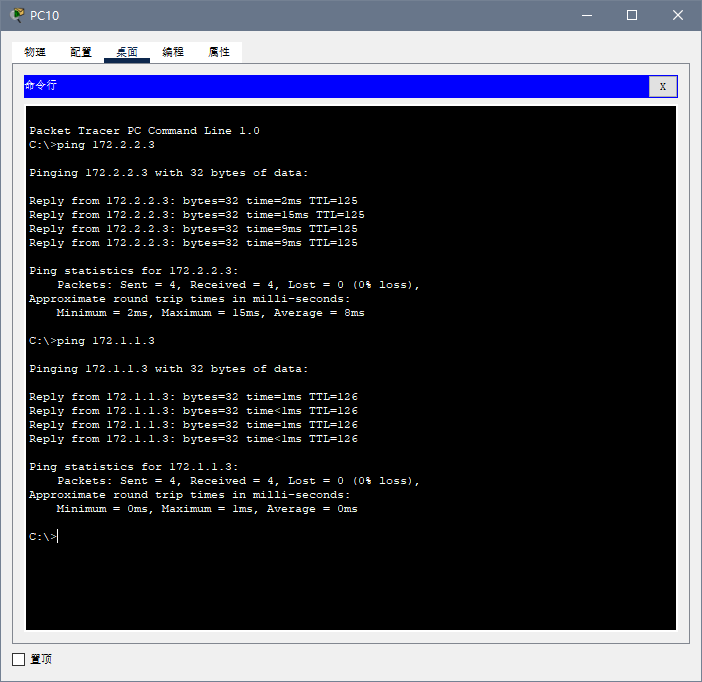 PC10
物理 配置 桌面 编程 属性
命令行 X
Packet Tracer PC Command Line 1.0
C:\>ping 172.2.2.3
Pinging 172.2.2.3 with 32 bytes of data:
Reply from 172.2.2.3: bytes=32 time=2ms TTL=125
Reply from 172.2.2.3: bytes=32 time=15ms TTL=125
Reply from 172.2.2.3: bytes=32 time=9ms TTL=125
Reply from 172.2.2.3: bytes=32 time=9ms TTL=125
Ping statistics for 172.2.2.3:
    Packets: Sent = 4, Received = 4, Lost = 0 (0% loss),
Approximate round trip times in milli-seconds:
    Minimum = 2ms, Maximum = 15ms, Average = 8ms
C:\>ping 172.1.1.3
Pinging 172.1.1.3 with 32 bytes of data:
Reply from 172.1.1.3: bytes=32 time=1ms TTL=126
Reply from 172.1.1.3: bytes=32 time<1ms TTL=126
Reply from 172.1.1.3: bytes=32 time=1ms TTL=126
Reply from 172.1.1.3: bytes=32 time<1ms TTL=126
Ping statistics for 172.1.1.3:
    Packets: Sent = 4, Received = 4, Lost = 0 (0% loss),
Approximate round trip times in milli-seconds:
    Minimum = 0ms, Maximum = 1ms, Average = 0ms
C:\>
置顶